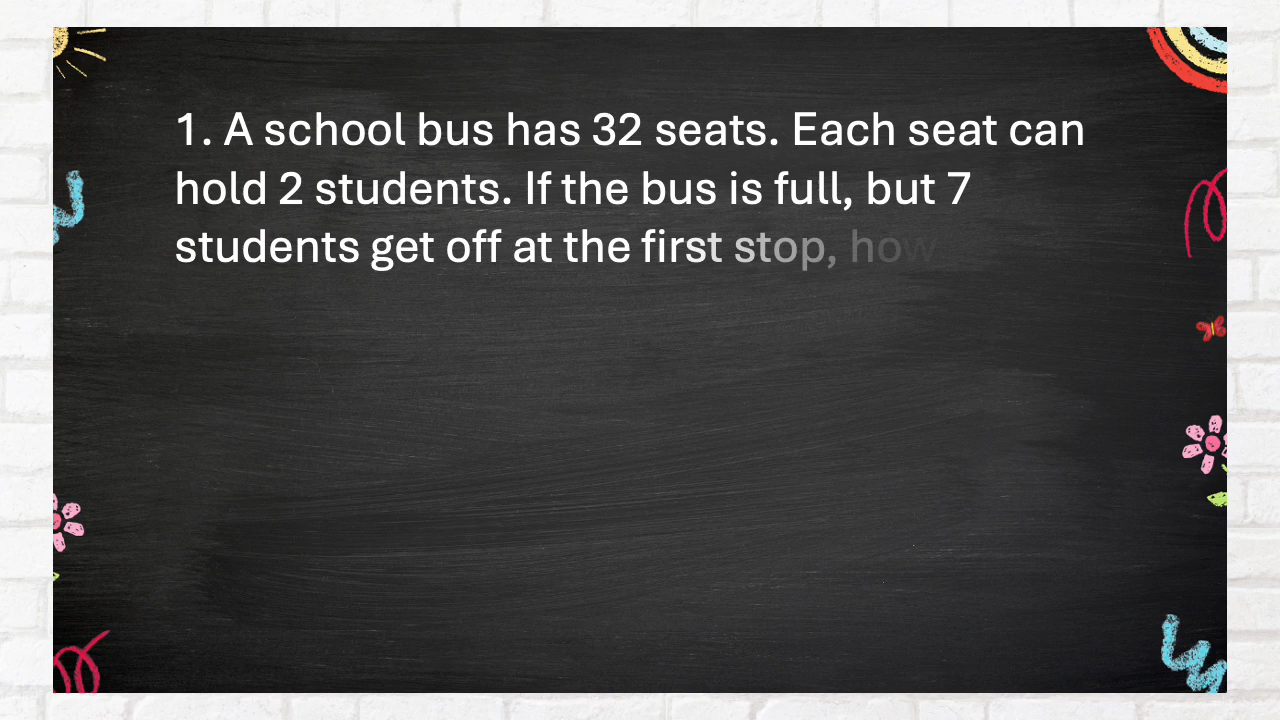 1. A school bus has 32 seats. Each seat can
hold 2 students. If the bus is full, but 7
students get off at the first stop, how